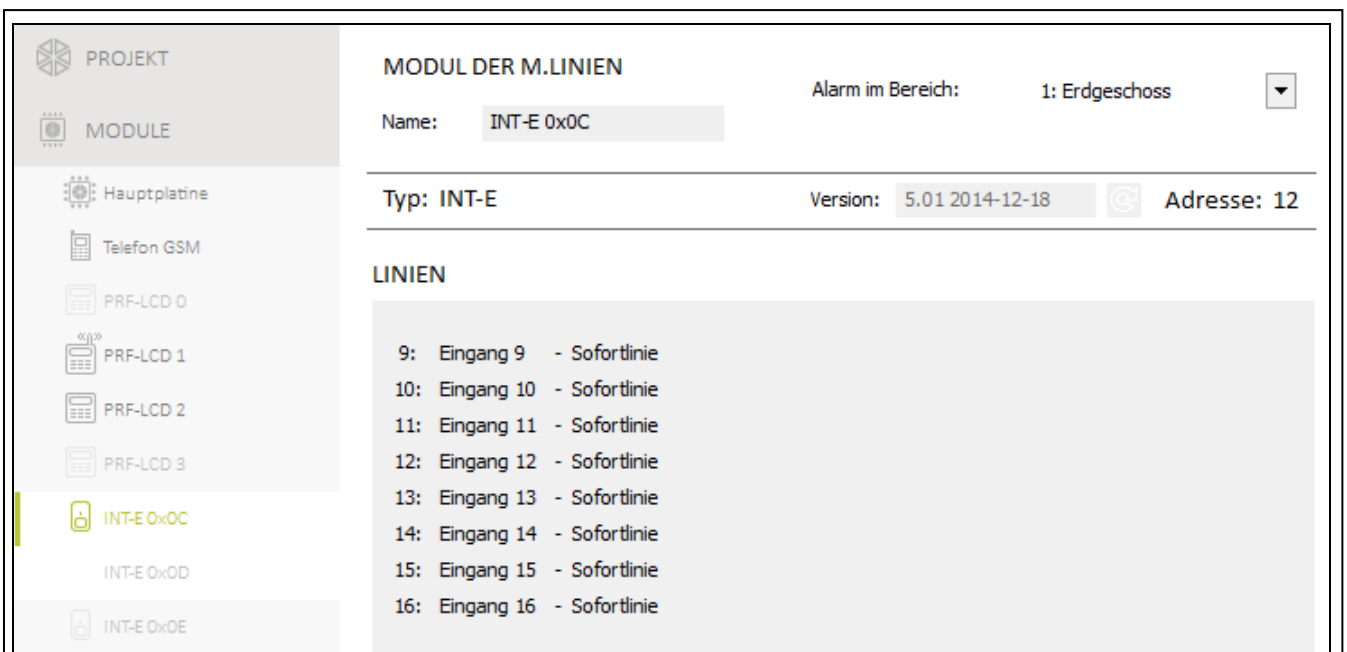 PROJEKT
MODULE
Hauptplatine
Telefon GSM
PRF-LCD 0
PRF-LCD 1
PRF-LCD 2
PRF-LCD 3
INT-E 0x0C
INT-E 0x0D
INT-E 0x0E
MODUL DER M.LINIEN
Alarm im Bereich: 1: Erdgeschoss
Name: INT-E 0x0C
Typ: INT-E Version: 5.01 2014-12-18 Adresse: 12
LINIEN
9: Eingang 9 - Sofortlinie
10: Eingang 10 - Sofortlinie
11: Eingang 11 - Sofortlinie
12: Eingang 12 - Sofortlinie
13: Eingang 13 - Sofortlinie
14: Eingang 14 - Sofortlinie
15: Eingang 15 - Sofortlinie
16: Eingang 16 - Sofortlinie